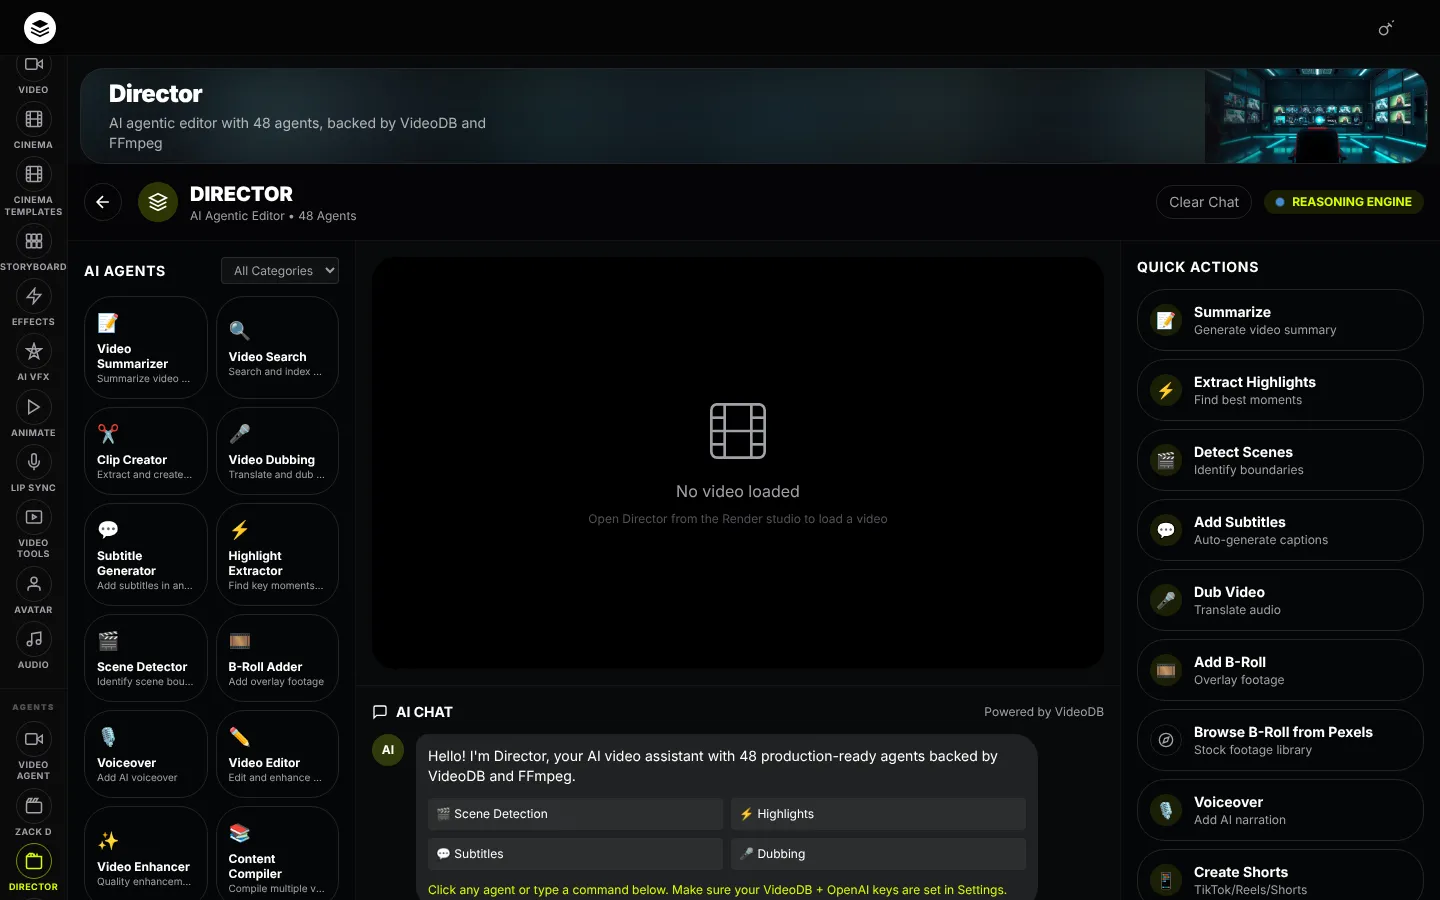 VIDEO
CINEMA
CINEMA
TEMPLATES
STORYBOARD
EFFECTS
AI VFX
ANIMATE
LIP SYNC
VIDEO
TOOLS
AVATAR
AUDIO
AGENTS
VIDEO
AGENT
ZACK D
DIRECTOR
Director
AI agentic editor with 48 agents, backed by VideoDB and
FFmpeg
DIRECTOR
AI Agentic Editor • 48 Agents
Clear Chat
REASONING ENGINE
AI AGENTS
All Categories
Video
Summarizer
Summarize video ...
Video Search
Search and index ...
Clip Creator
Extract and create...
Video Dubbing
Translate and dub ...
Subtitle
Generator
Add subtitles in an...
Highlight
Extractor
Find key moments...
Scene Detector
Identify scene bou...
B-Roll Adder
Add overlay footage
Voiceover
Add AI voiceover
Video Editor
Edit and enhance ...
Video Enhancer
Quality enhancem...
Content
Compiler
Compile multiple v...
No video loaded
Open Director from the Render studio to load a video
AI CHAT
Powered by VideoDB
AI
Hello! I'm Director, your AI video assistant with 48 production-ready agents backed by
VideoDB and FFmpeg.
Scene Detection
Highlights
Subtitles
Dubbing
Click any agent or type a command below. Make sure your VideoDB + OpenAI keys are set in Settings.
QUICK ACTIONS
Summarize
Generate video summary
Extract Highlights
Find best moments
Detect Scenes
Identify boundaries
Add Subtitles
Auto-generate captions
Dub Video
Translate audio
Add B-Roll
Overlay footage
Browse B-Roll from Pexels
Stock footage library
Voiceover
Add AI narration
Create Shorts
TikTok/Reels/Shorts